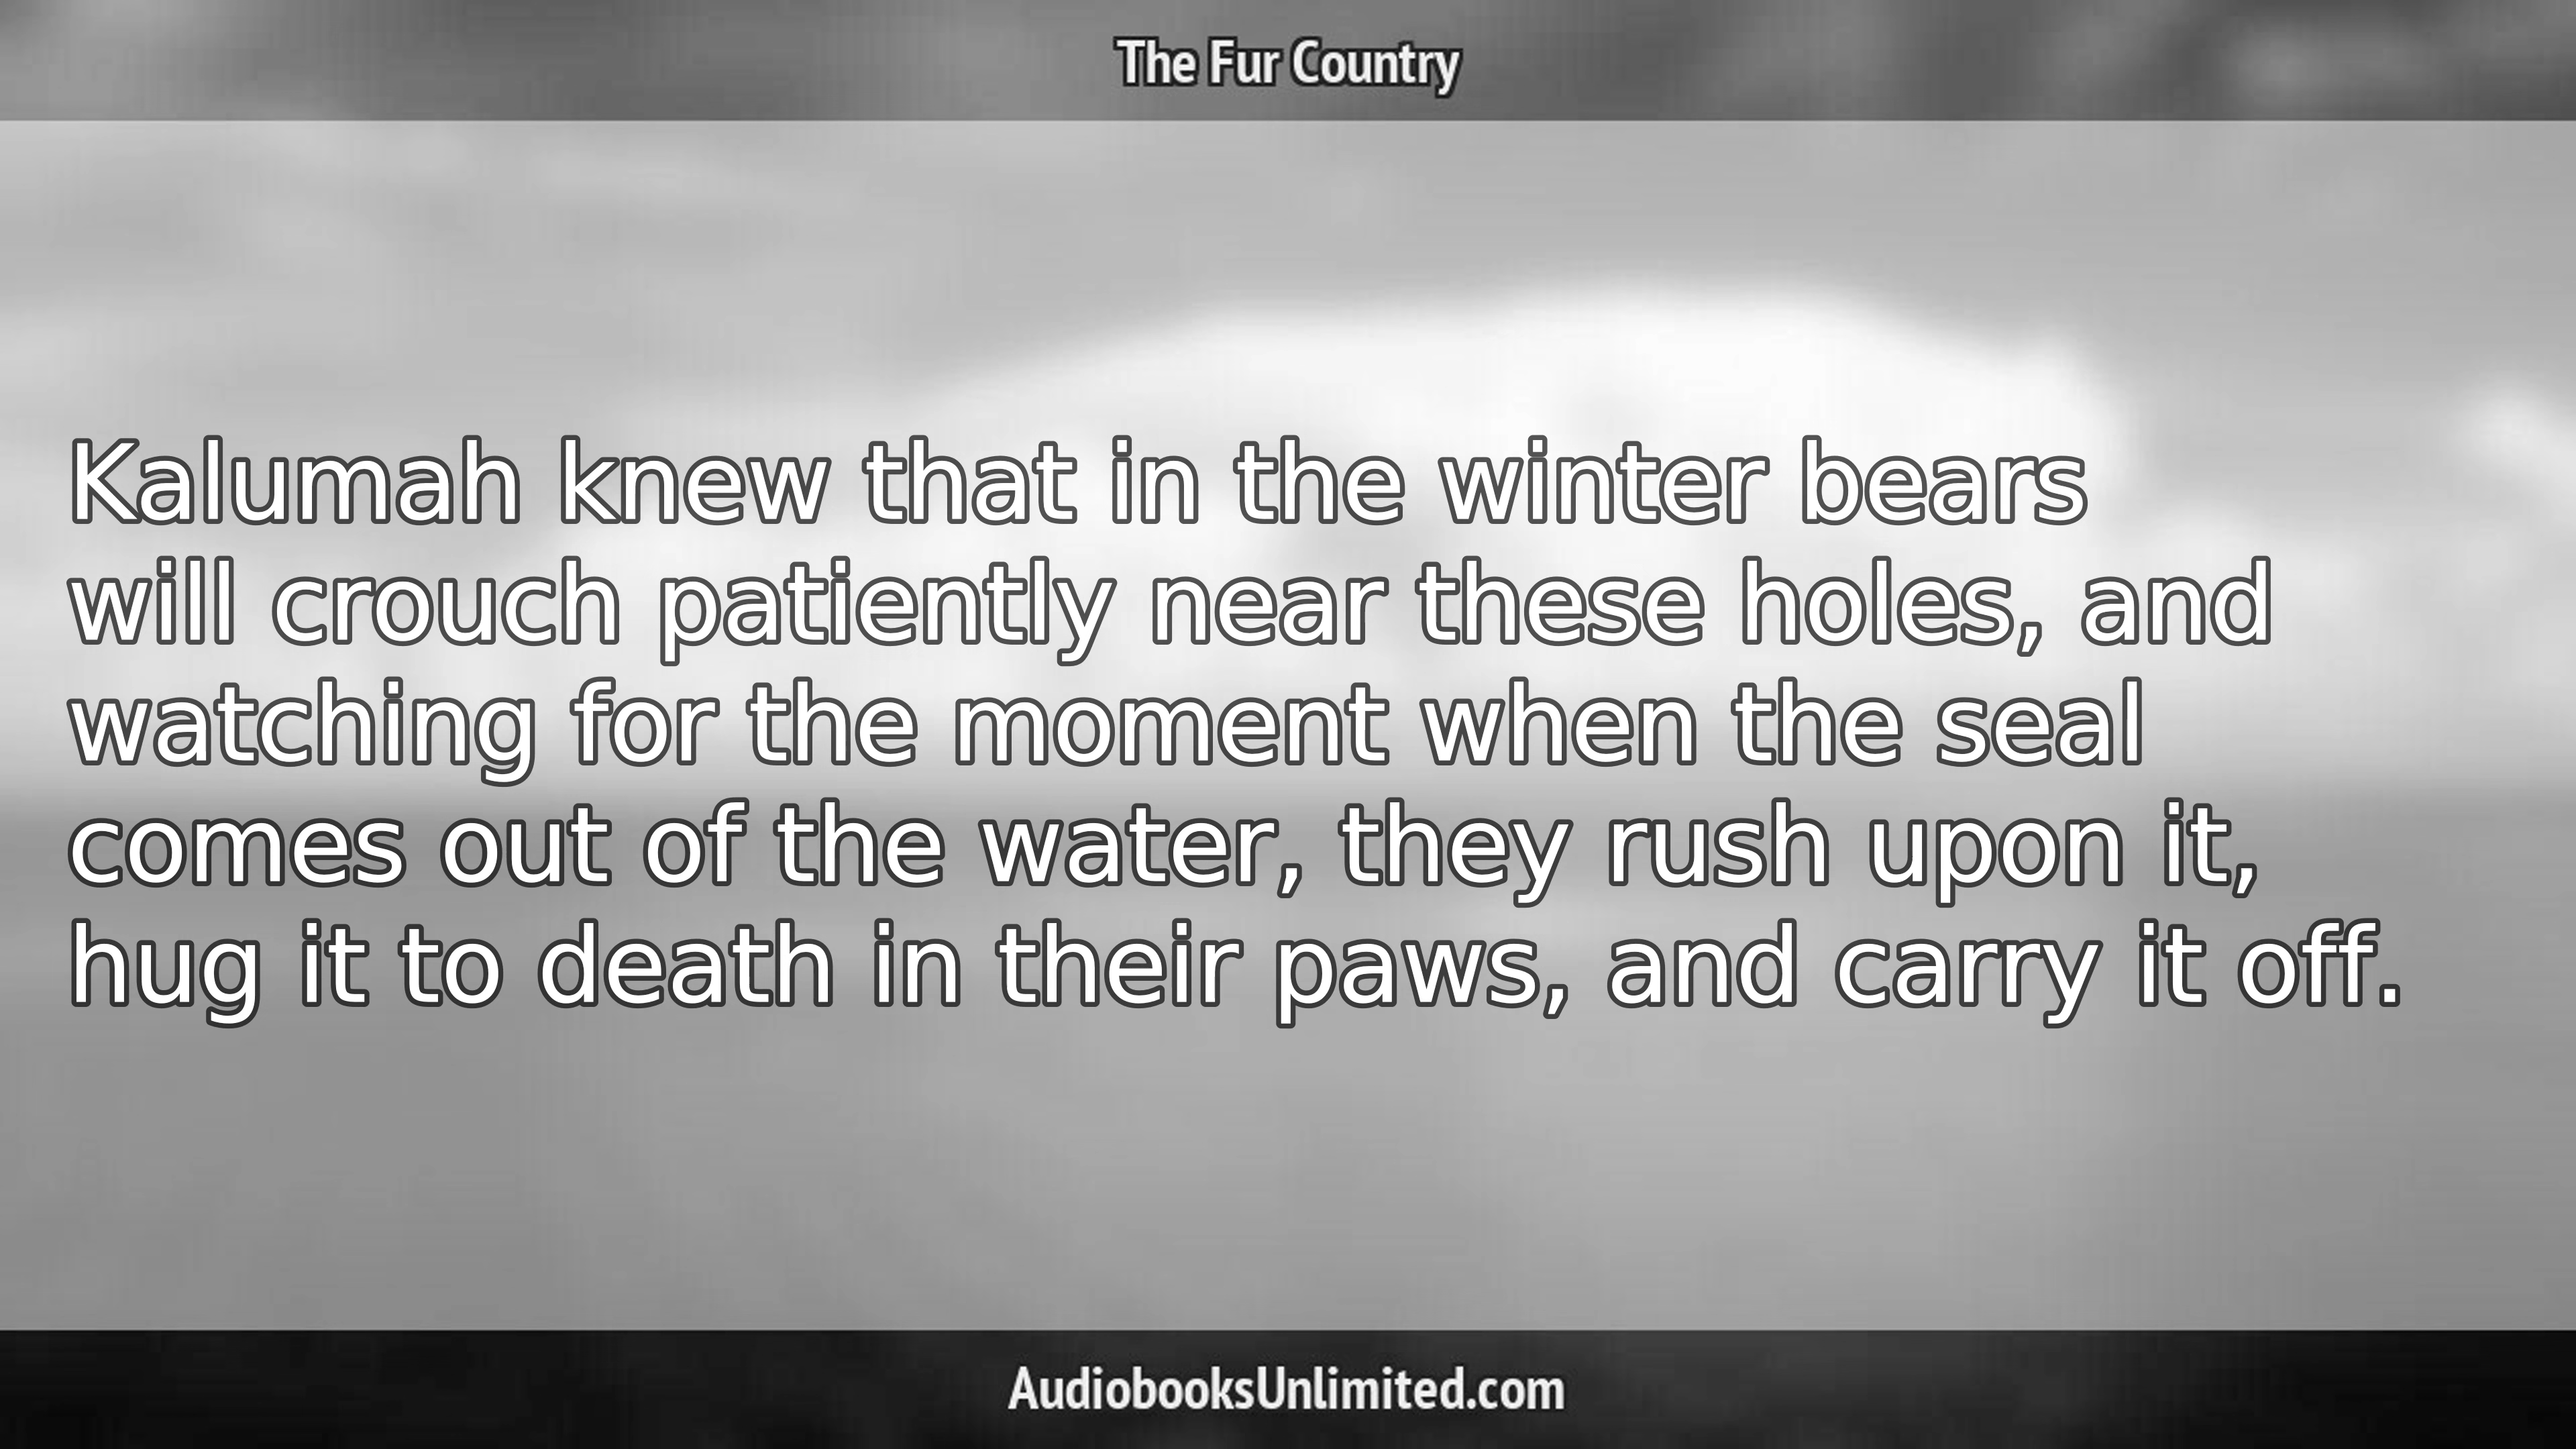 The Fur Country
Kalumah knew that in the winter bears
will crouch patiently near these holes, and
watching for the moment when the seal
comes out of the water, they rush upon it,
hug it to death in their paws, and carry it off.
AudiobooksUnlimited.com